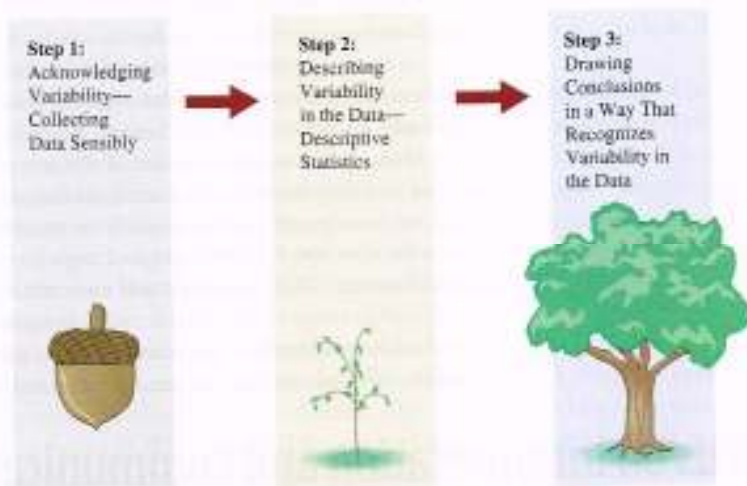 Step 1:
Acknowledging
Variability—
Collecting
Data Sensibly
Step 2:
Describing
Variability
in the Data—
Descriptive
Statistics
Step 3:
Drawing
Conclusions
in a Way That
Recognizes
Variability in
the Data